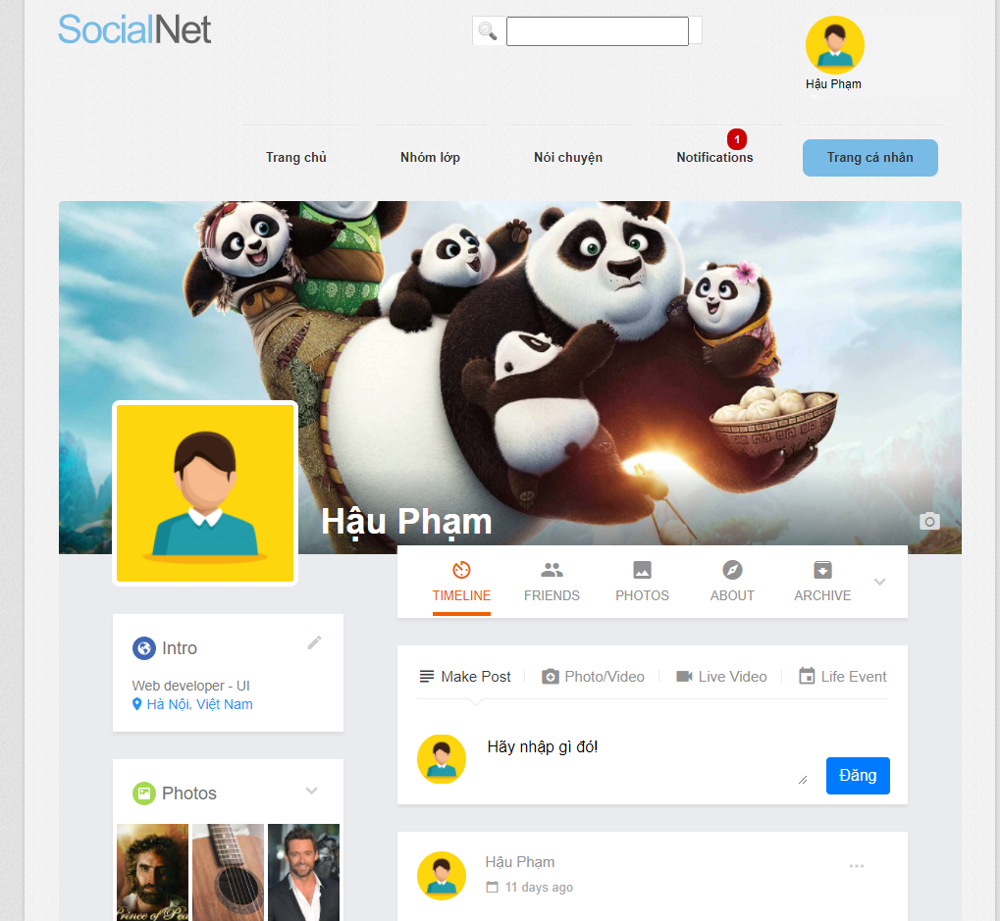 SocialNet
Hậu Phạm
Trang chủ
Nhóm lớp
Nói chuyện
1
Notifications
Trang cá nhân
Hậu Phạm
TIMELINE
FRIENDS
PHOTOS
ABOUT
ARCHIVE
Intro
Web developer - UI
Hà Nội, Việt Nam
Make Post
Photo/Video
Live Video
Life Event
Hãy nhập gì đó!
Đăng
Photos
Prince of Pea
Hậu Phạm
11 days ago